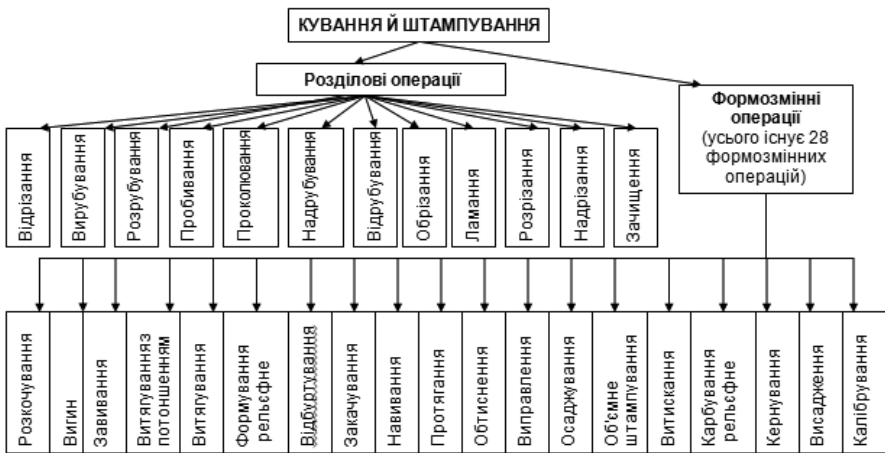 КУВАННЯ Й ШТАМПУВАННЯ
Розділові операції
Формозмінні
операції
(усього існує 28
формозмінних
операцій)
Відрізання
Вирубування
Розрубування
Пробивання
Проколювання
Надрубування
Відрубування
Обрізання
Ламання
Розрізання
Надрізання
Зачищення
Розкочування
Вигин
Завивання
Витягування з
потоншенням
Витягування
Формування
рельєфне
Відбуртування
Закачування
Навивання
Протягання
Обтиснення
Виправлення
Осаджування
Об'ємне
штампування
Витискання
Карбування
рельєфне
Кернування
Висадження
Калібрування